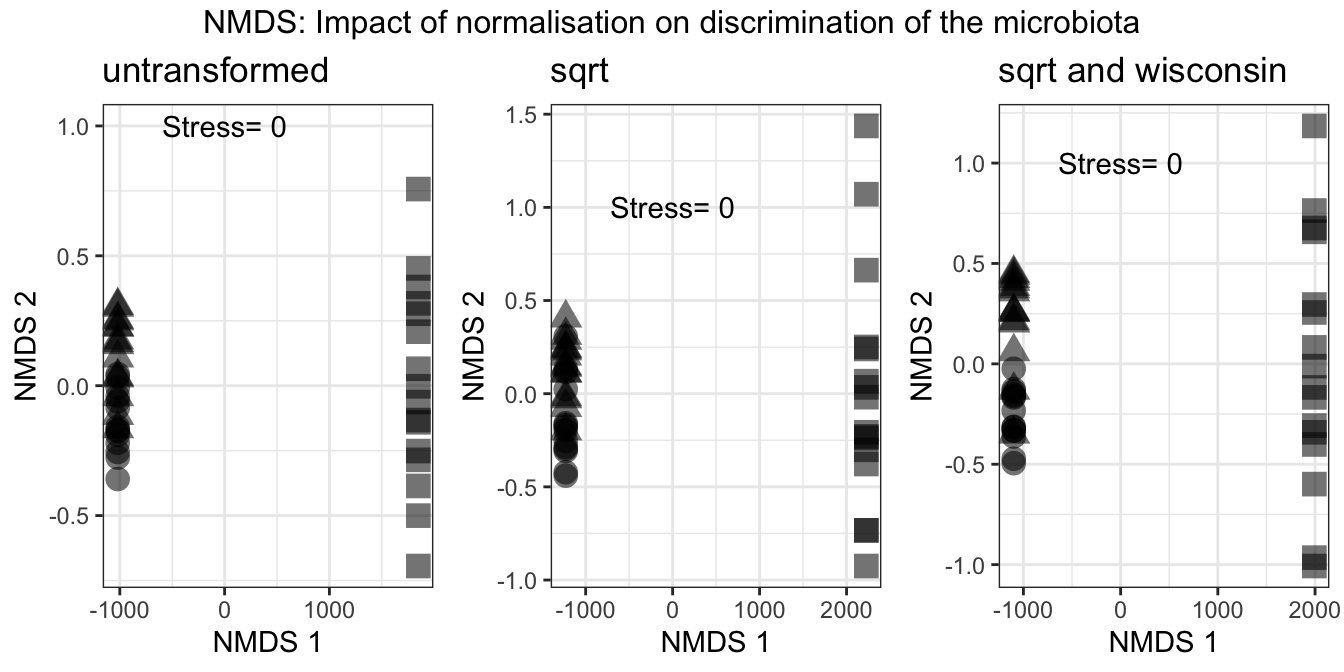 NMDS: Impact of normalisation on discrimination of the microbiota
untransformed
sqrt
sqrt and wisconsin
Stress= 0
1.0
0.5
0.0
-0.5
NMDS 2
-1000
0
1000
NMDS 1
Stress= 0
1.5
1.0
0.5
0.0
-0.5
-1.0
NMDS 2
-1000
0
1000
2000
NMDS 1
Stress= 0
1.0
0.5
0.0
-0.5
-1.0
NMDS 2
-1000
0
1000
2000
NMDS 1